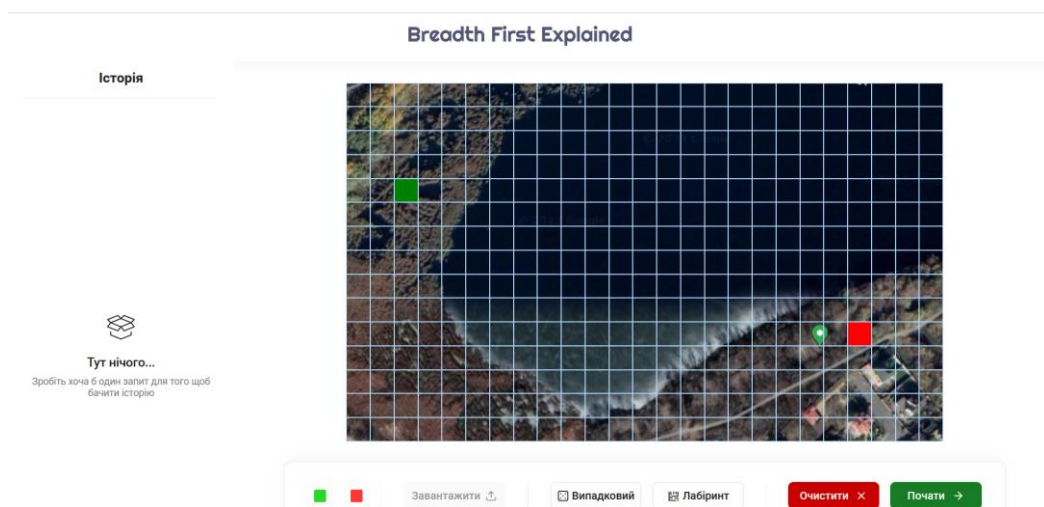 Breadth First Explained
Історія
Тут нічого...
Зробіть хоча б один запит для того щоб
бачити історію
Завантажити
Випадковий
Лабіринт
Очистити
Почати